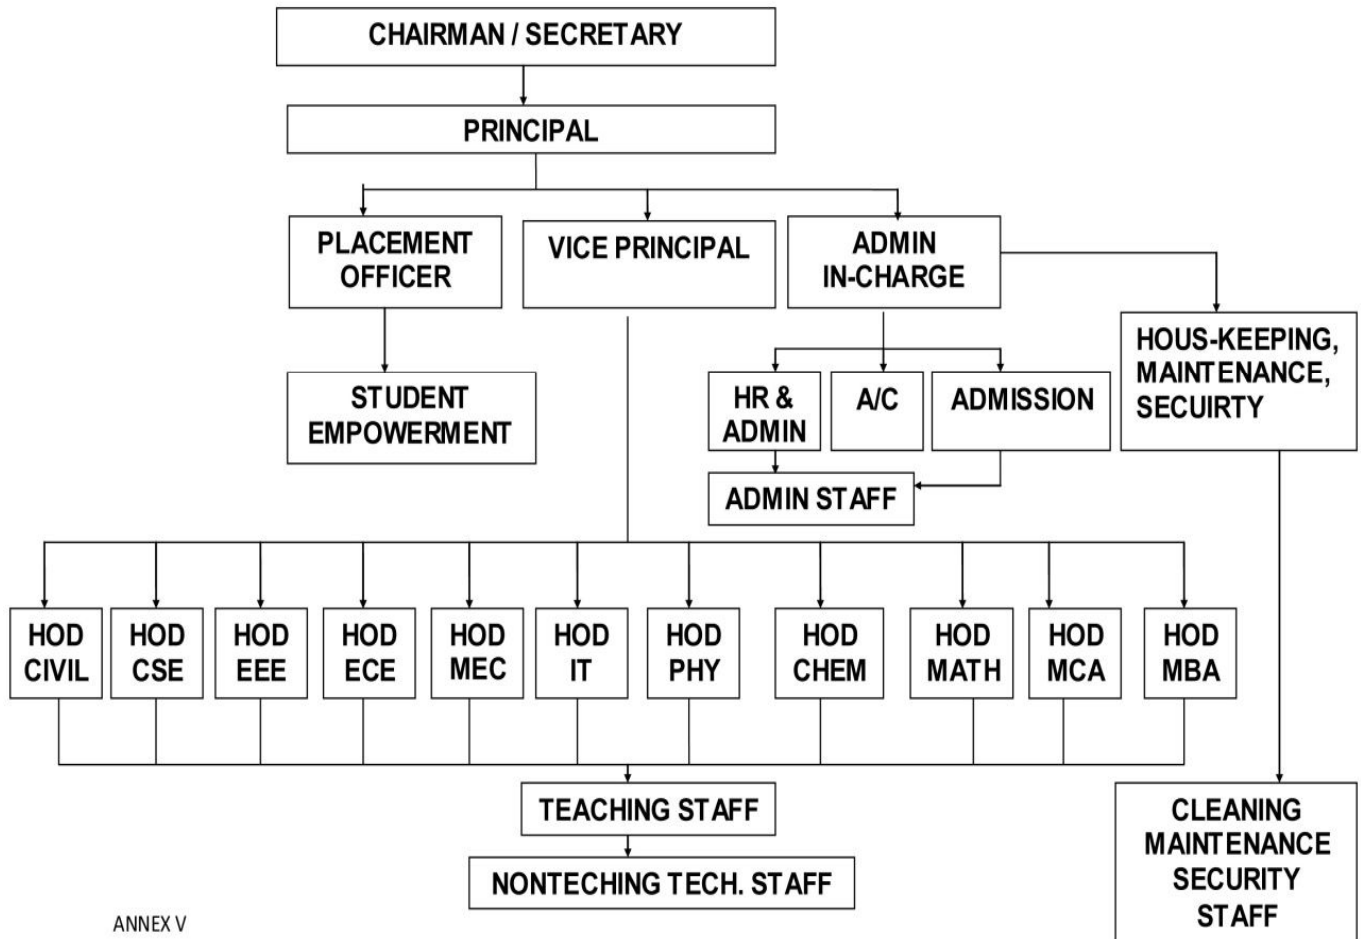 CHAIRMAN / SECRETARY
PRINCIPAL
PLACEMENT
OFFICER
VICE PRINCIPAL
ADMIN
IN-CHARGE
HOUS-KEEPING,
MAINTENANCE,
SECUIRTY
STUDENT
EMPOWERMENT
HR &
ADMIN
A/C
ADMISSION
ADMIN STAFF
HOD
CIVIL
HOD
CSE
HOD
EEE
HOD
ECE
HOD
MEC
HOD
IT
HOD
PHY
HOD
CHEM
HOD
MATH
HOD
MCA
HOD
MBA
TEACHING STAFF
NONTECHING TECH. STAFF
CLEANING
MAINTENANCE
SECURITY
STAFF
ANNEX V